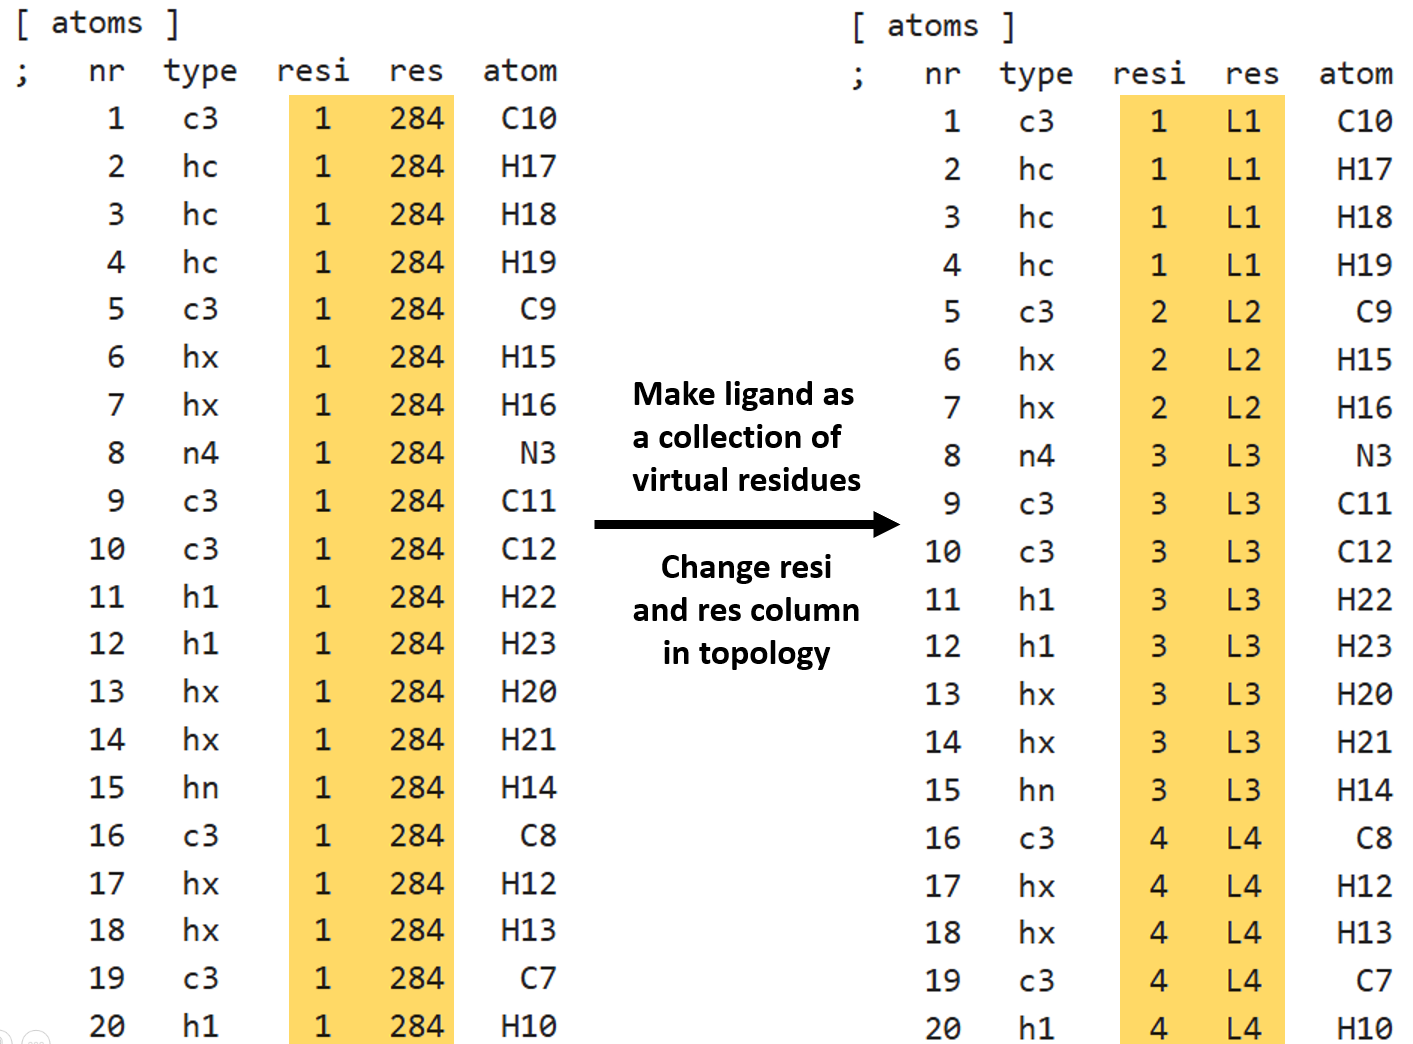 [ atoms ]
; nr type resi res atom
1 c3 1 284 C10
2 hc 1 284 H17
3 hc 1 284 H18
4 hc 1 284 H19
5 c3 1 284 C9
6 hx 1 284 H15
7 hx 1 284 H16
8 n4 1 284 N3
9 c3 1 284 C11
10 c3 1 284 C12
11 h1 1 284 H22
12 h1 1 284 H23
13 hx 1 284 H20
14 hx 1 284 H21
15 hn 1 284 H14
16 c3 1 284 C8
17 hx 1 284 H12
18 hx 1 284 H13
19 c3 1 284 C7
20 h1 1 284 H10
Make ligand as
a collection of
virtual residues
Change resi
and res column
in topology
[ atoms ]
; nr type resi res atom
1 c3 1 L1 C10
2 hc 1 L1 H17
3 hc 1 L1 H18
4 hc 1 L1 H19
5 c3 2 L2 C9
6 hx 2 L2 H15
7 hx 2 L2 H16
8 n4 3 L3 N3
9 c3 3 L3 C11
10 c3 3 L3 C12
11 h1 3 L3 H22
12 h1 3 L3 H23
13 hx 3 L3 H20
14 hx 3 L3 H21
15 hn 3 L3 H14
16 c3 4 L4 C8
17 hx 4 L4 H12
18 hx 4 L4 H13
19 c3 4 L4 C7
20 h1 4 L4 H10